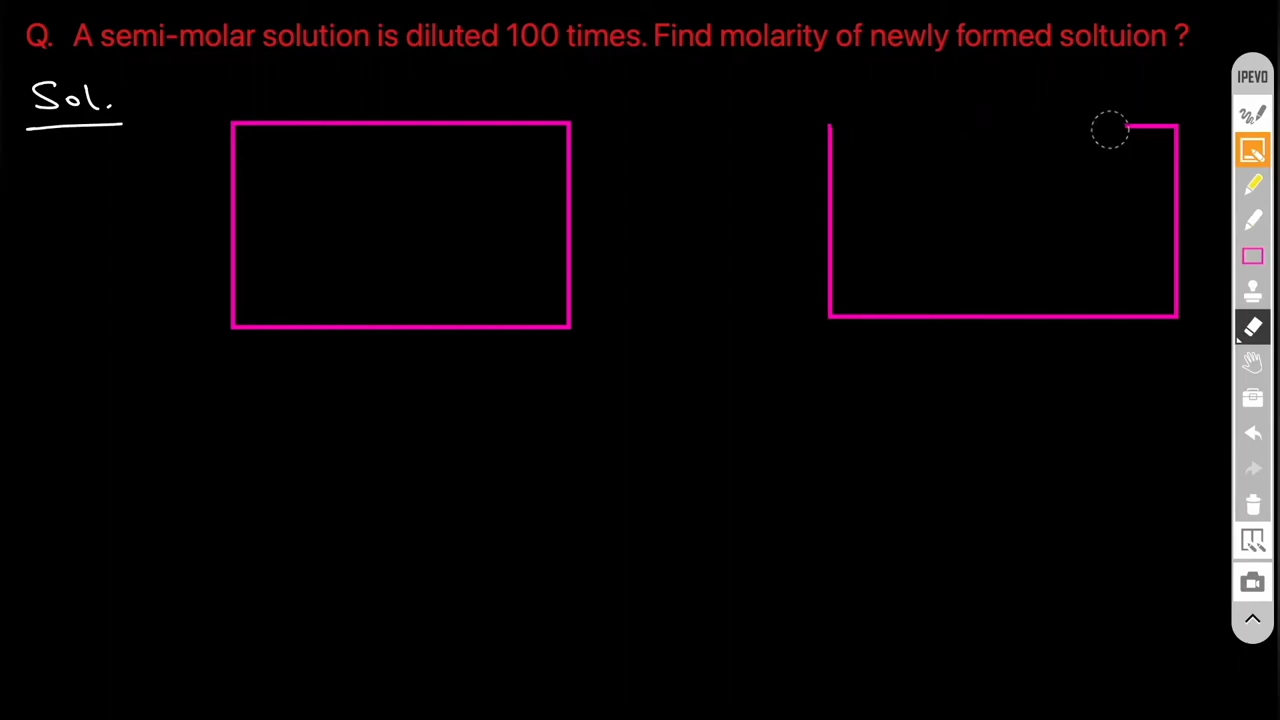 Q. A semi-molar solution is diluted 100 times. Find molarity of newly formed soltuion ?
Sol.
IPEVO